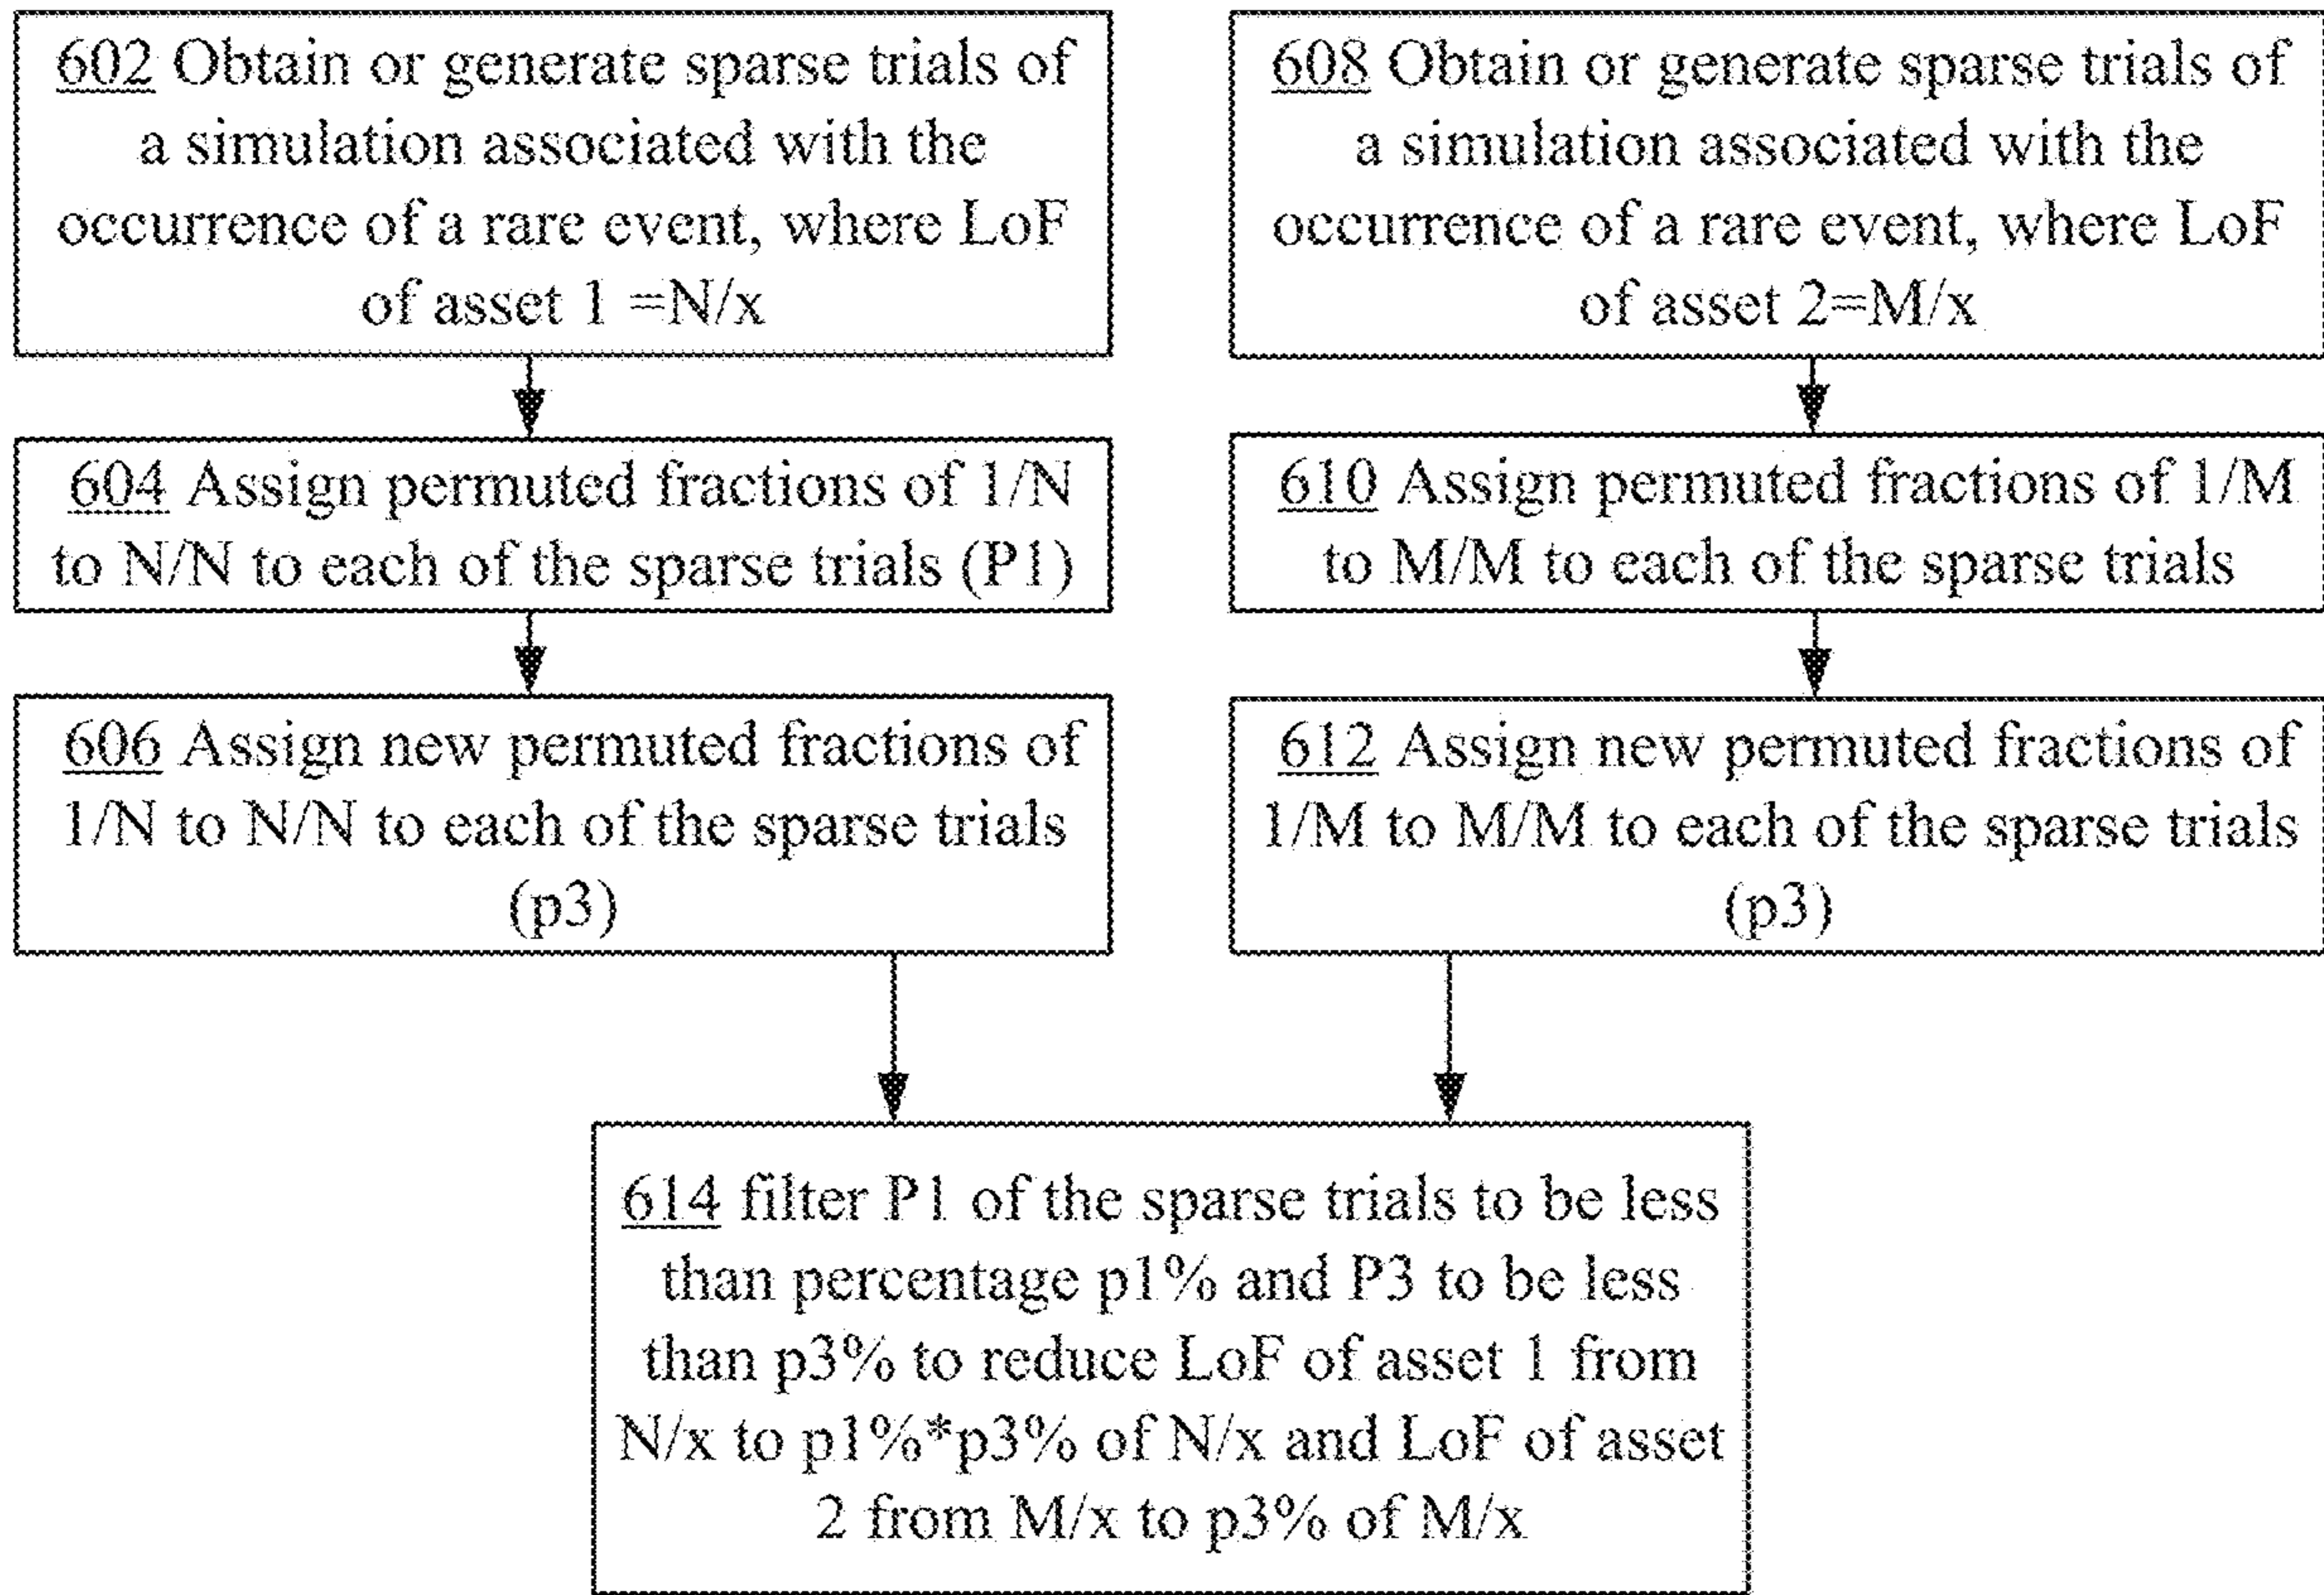 602 Obtain or generate sparse trials of
a simulation associated with the
occurrence of a rare event, where LoF
of asset 1 =N/x
604 Assign permuted fractions of 1/N
to N/N to each of the sparse trials (P1)
606 Assign new permuted fractions of
1/N to N/N to each of the sparse trials
(p3)
608 Obtain or generate sparse trials of
a simulation associated with the
occurrence of a rare event, where LoF
of asset 2=M/x
610 Assign permuted fractions of 1/M
to M/M to each of the sparse trials
612 Assign new permuted fractions of
1/M to M/M to each of the sparse trials
(p3)
614 filter P1 of the sparse trials to be less
than percentage p1% and P3 to be less
than p3% to reduce LoF of asset 1 from
N/x to p1%*p3% of N/x and LoF of asset
2 from M/x to p3% of M/x